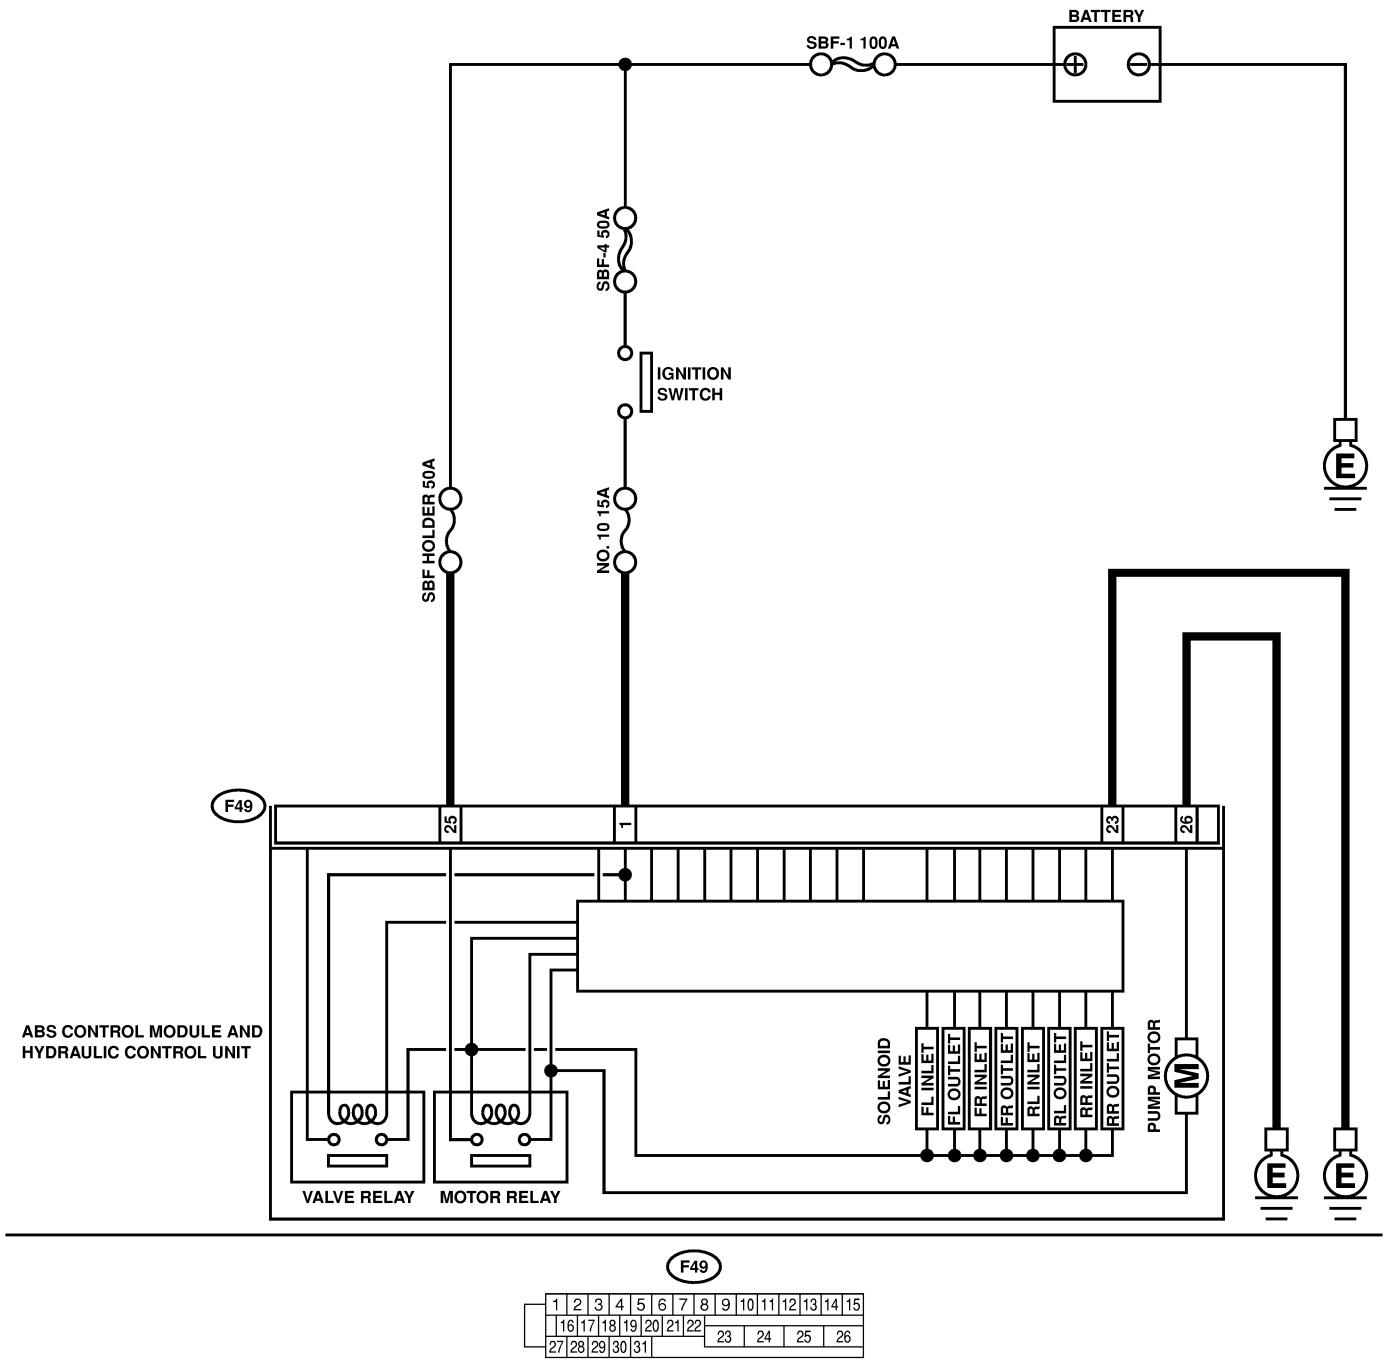 BATTERY
SBF-1 100A
SBF-4 50A
IGNITION
SWITCH
SBF HOLDER 50A
NO. 10 15A
F49
25
1
23
26
ABS CONTROL MODULE AND
HYDRAULIC CONTROL UNIT
SOLENOID
VALVE
FL INLET
FL OUTLET
FR INLET
FR OUTLET
RL INLET
RL OUTLET
RR INLET
RR OUTLET
PUMP MOTOR
M
E
E
E
VALVE RELAY
MOTOR RELAY
F49
1 2 3 4 5 6 7 8 9 10 11 12 13 14 15
16 17 18 19 20 21 22
23 24 25 26
27 28 29 30 31